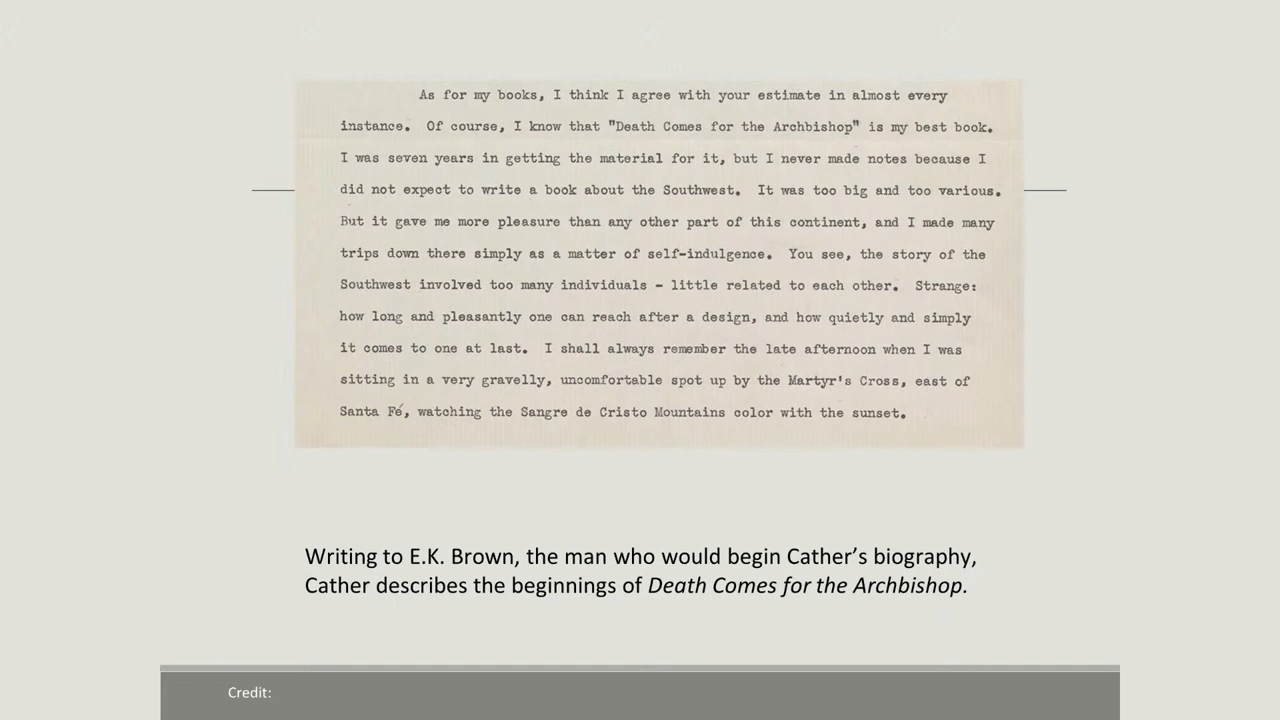 As for my books, I think I agree with your estimate in almost every
instance. Of course, I know that "Death Comes for the Archbishop" is my best book.
I was seven years in getting the material for it, but I never made notes because I
did not expect to write a book about the Southwest. It was too big and too various.
But it gave me more pleasure than any other part of this continent, and I made many
trips down there simply as a matter of self-indulgence. You see, the story of the
Southwest involved too many individuals - little related to each other. Strange:
how long and pleasantly one can reach after a design, and how quietly and simply
it comes to one at last. I shall always remember the late afternoon when I was
sitting in a very gravelly, uncomfortable spot up by the Martyr's Cross, east of
Santa Fé, watching the Sangre de Cristo Mountains color with the sunset.
Writing to E.K. Brown, the man who would begin Cather’s biography,
Cather describes the beginnings of Death Comes for the Archbishop.
Credit: